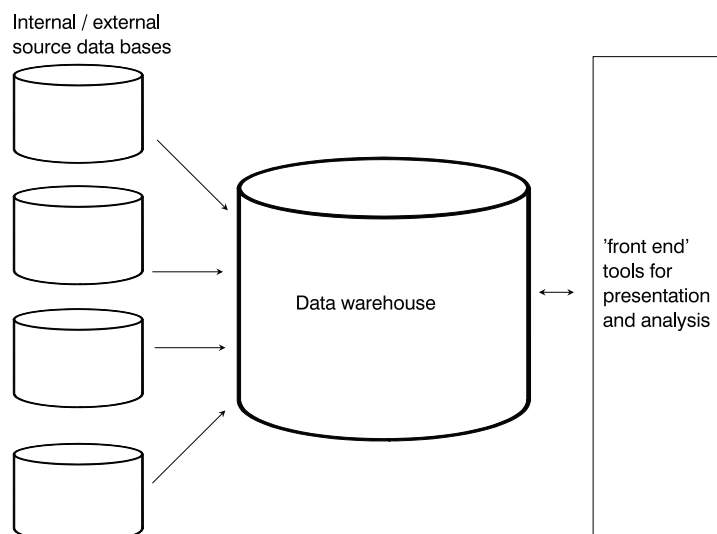 Internal / external
source data bases
Data warehouse
'front end'
tools for
presentation
and analysis